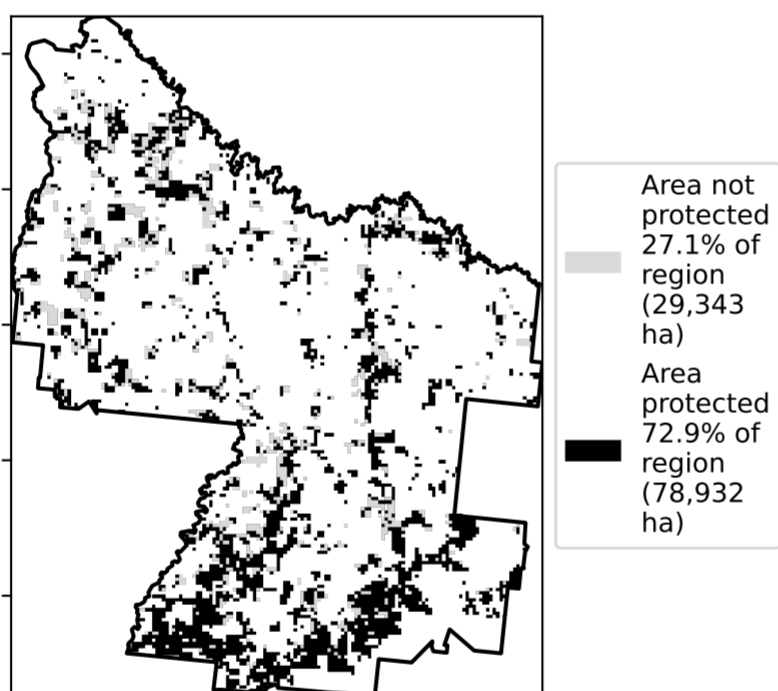 Area not
protected
27.1% of
region
(29,343
ha)
Area
protected
72.9% of
region
(78,932
ha)